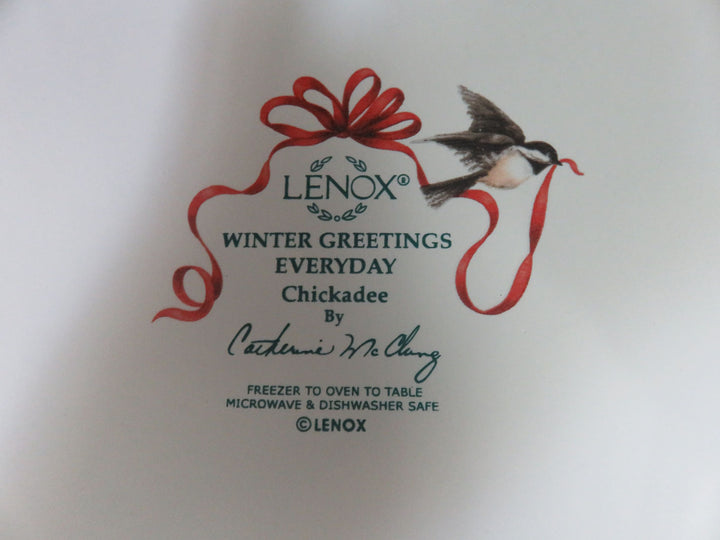 LENOX®
WINTER GREETINGS
EVERYDAY
Chickadee
By
Catherine McClung
FREEZER TO OVEN TO TABLE
MICROWAVE & DISHWASHER SAFE
©LENOX